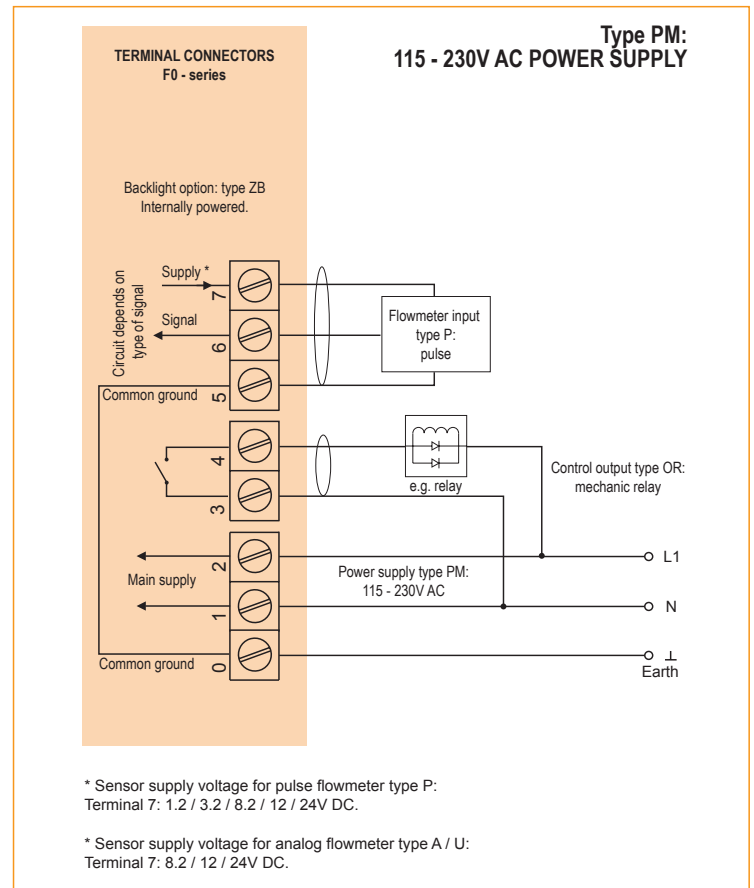 Type PM:
115 - 230V AC POWER SUPPLY
TERMINAL CONNECTORS
F0 - series
Backlight option: type ZB
Internally powered.
Circuit depends on
type of signal
Supply *
7
Signal
6
Common ground
5
Flowmeter input
type P:
pulse
4
3
e.g. relay
Control output type OR:
mechanic relay
2
Main supply
1
Power supply type PM:
115 - 230V AC
L1
N
Common ground
0
Earth
* Sensor supply voltage for pulse flowmeter type P:
Terminal 7: 1.2 / 3.2 / 8.2 / 12 / 24V DC.
* Sensor supply voltage for analog flowmeter type A / U:
Terminal 7: 8.2 / 12 / 24V DC.